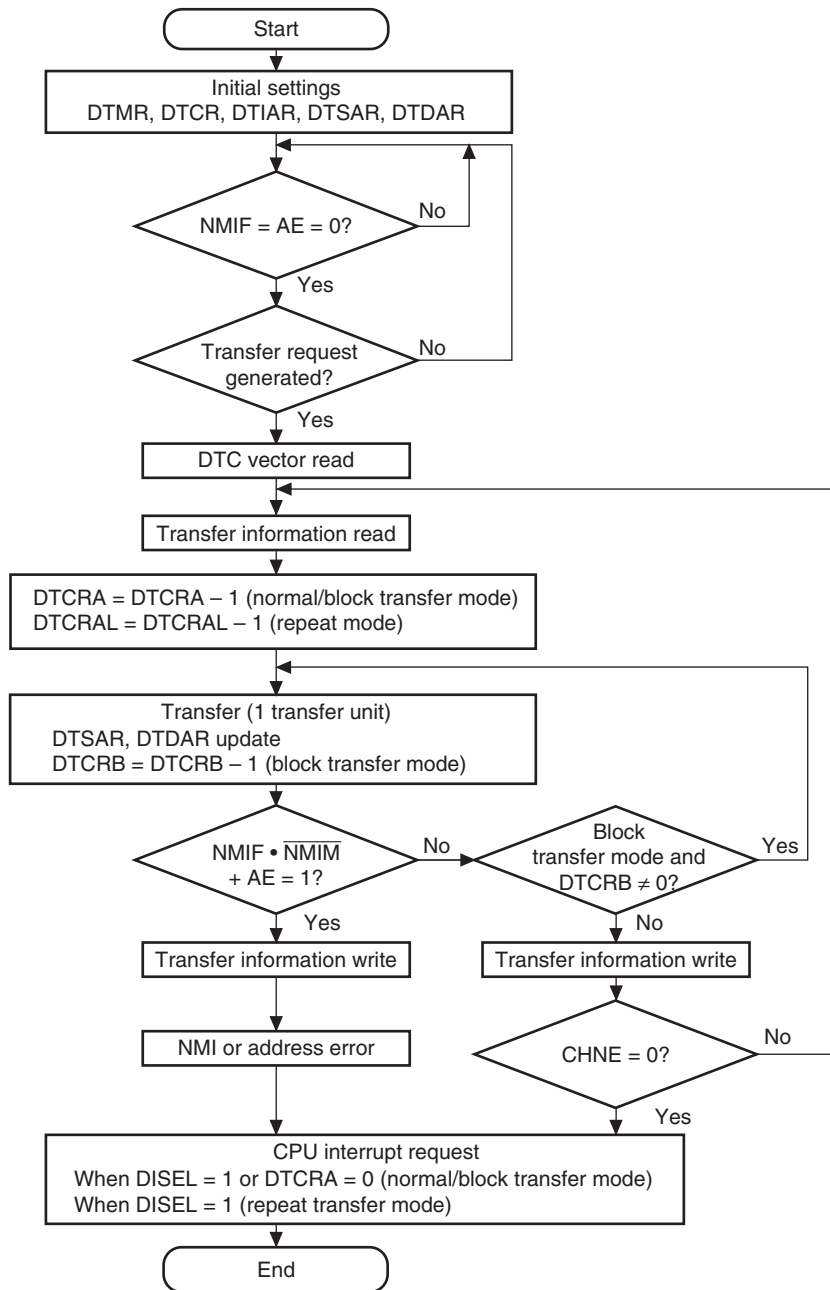 Start
Initial settings
DTMR, DTCR, DTIAR, DTSAR, DTDAR
NMIF = AE = 0?
No
Yes
Transfer request
generated?
No
Yes
DTC vector read
Transfer information read
DTCRA = DTCRA – 1 (normal/block transfer mode)
DTCRAL = DTCRAL – 1 (repeat mode)
Transfer (1 transfer unit)
DTSAR, DTDAR update
DTCRB = DTCRB – 1 (block transfer mode)
NMIF • N̅M̅I̅M̅
+ AE = 1?
No
Yes
Block
transfer mode and
DTCRB ≠ 0?
Yes
No
Transfer information write
Transfer information write
NMI or address error
CHNE = 0?
No
Yes
CPU interrupt request
When DISEL = 1 or DTCRA = 0 (normal/block transfer mode)
When DISEL = 1 (repeat transfer mode)
End